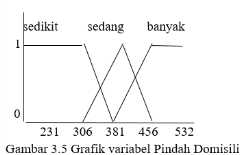 sedikit sedang banyak
1
0
231 306 381 456 532
Gambar 3.5 Grafik variabel Pindah Domisili